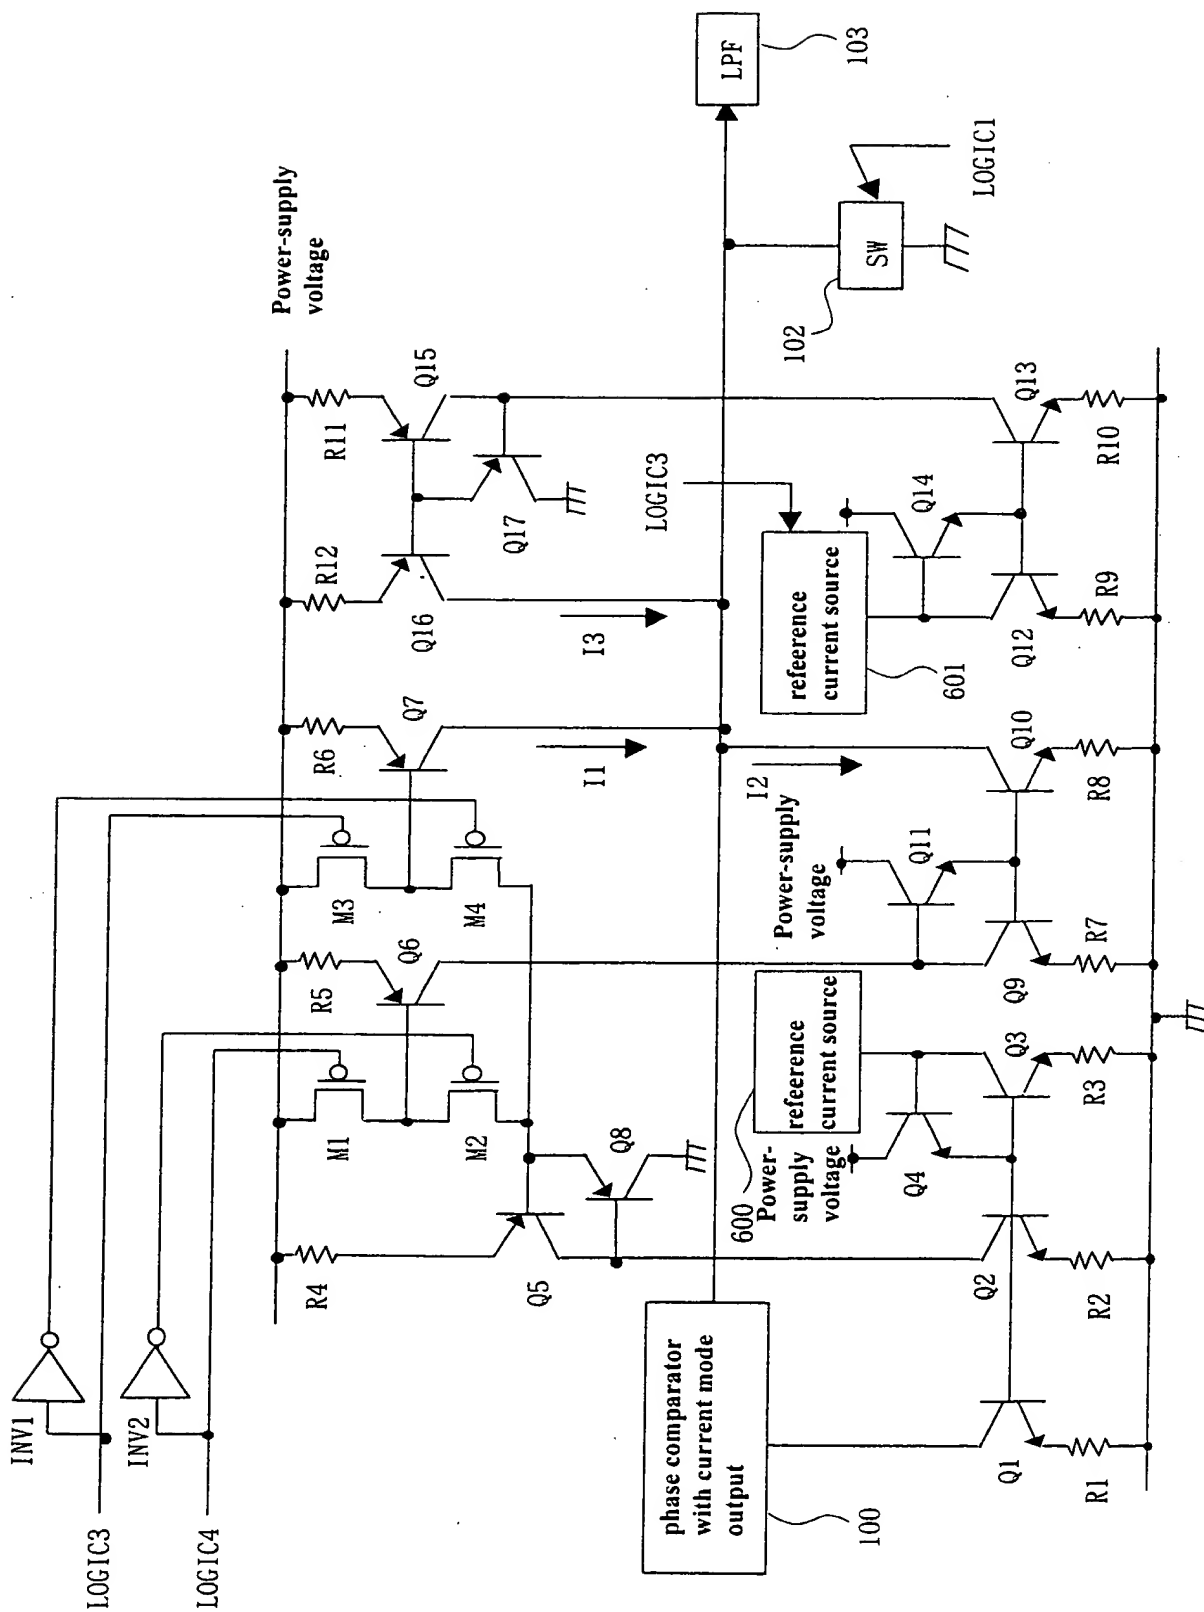 INV1
LOGIC3
INV2
LOGIC4
Power-supply
voltage
R4
M1
M2
R5
Q6
M3
M4
R6
Q7
R12
Q16
R11
Q15
Q17
Q5
Q8
I1
I3
phase comparator
with current mode
output
100
600
Power-
supply
voltage
refeerence
current source
Q4
Power-supply
voltage
Q11
I2
LOGIC3
refeerence
current source
601
Q14
Q1
R1
Q2
R2
Q3
R3
Q9
R7
Q10
R8
Q12
R9
Q13
R10
LPF
103
SW
102
LOGIC1